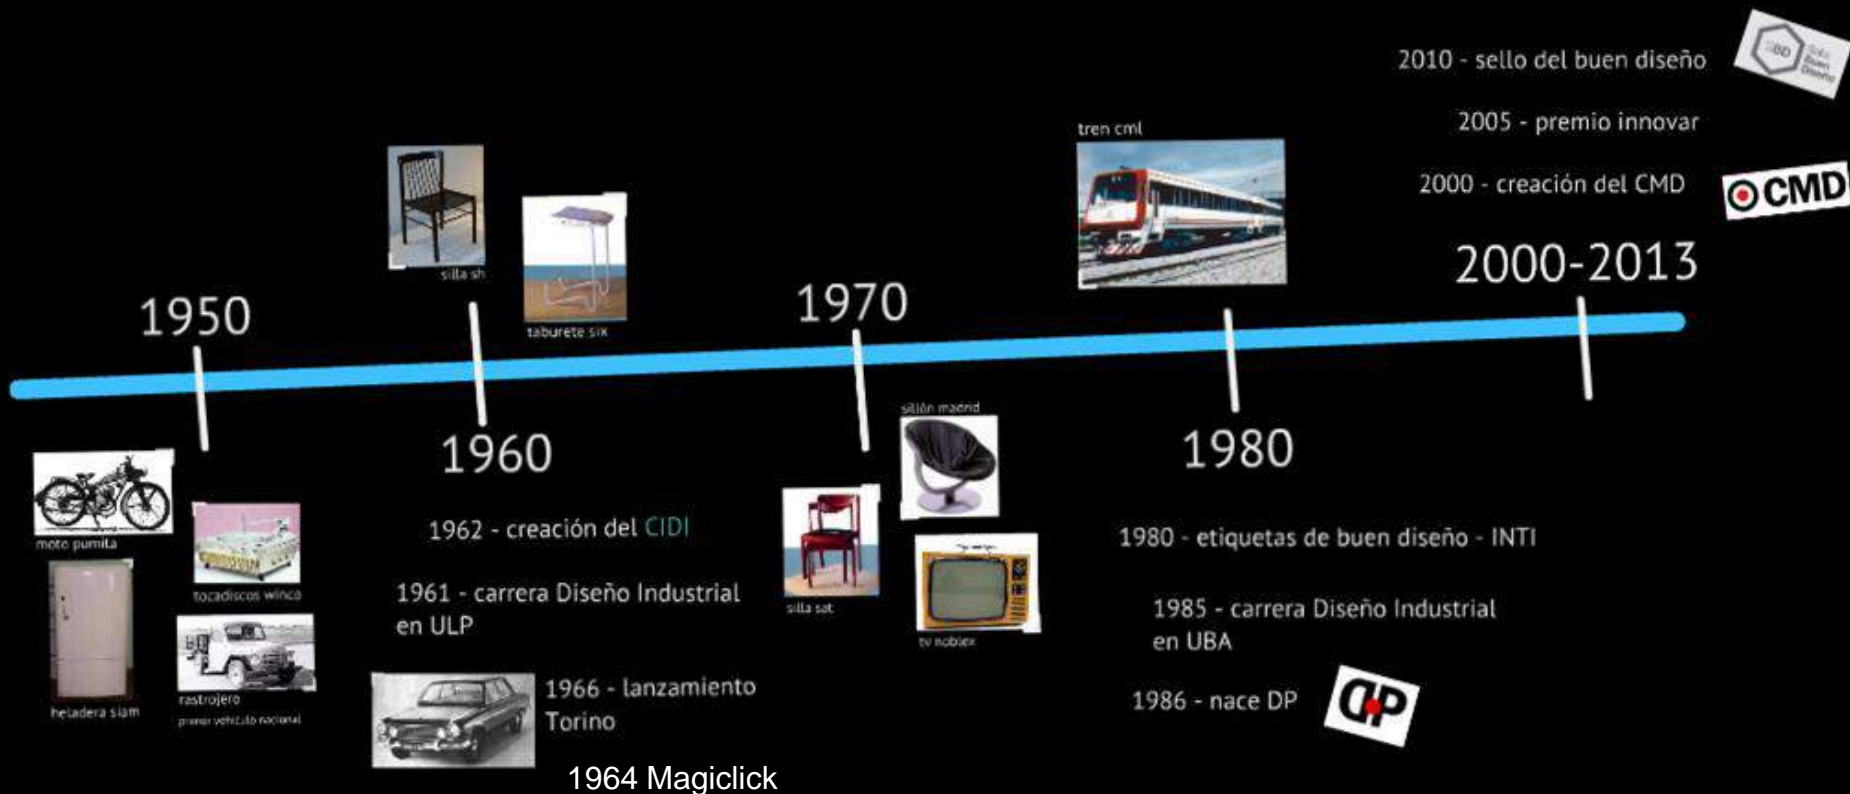 1950
moto pumita
tocadiscos winco
heladera siam
rastrojero
primer vehículo nacional
silla sh
taburete six
1960
1962 - creación del CIDI
1961 - carrera Diseño Industrial
en ULP
1966 - lanzamiento
Torino
1964 Magiclick
1970
sillón madrid
silla sat
tv noblex
tren cml
1980
1980 - etiquetas de buen diseño - INTI
1985 - carrera Diseño Industrial
en UBA
1986 - nace DP
DP
2010 - sello del buen diseño
Sello
Buen
Diseño
2005 - premio innovar
2000 - creación del CMD
CMD
2000-2013